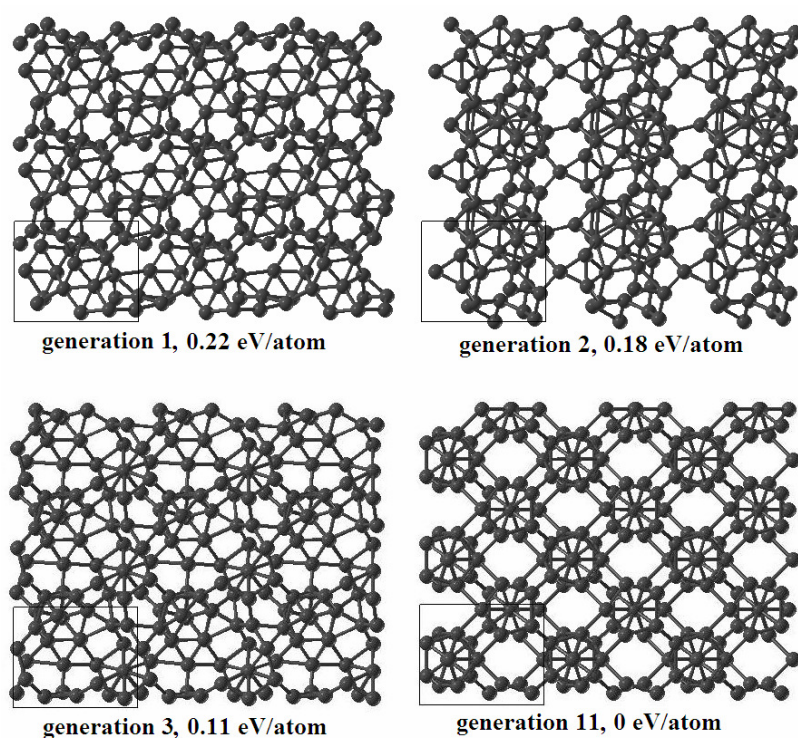 generation 1, 0.22 eV/atom
generation 2, 0.18 eV/atom
generation 3, 0.11 eV/atom
generation 11, 0 eV/atom